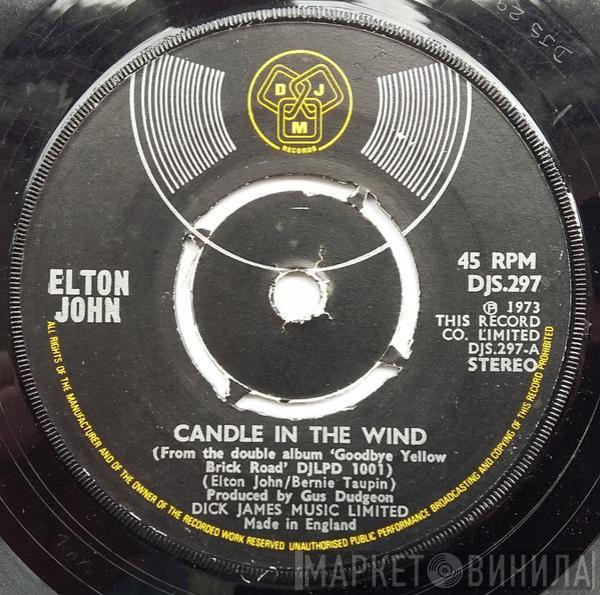 DJS 29
D J
M
RECORDS
ELTON
JOHN
45 RPM
DJS.297
℗ 1973
THIS RECORD
CO. LIMITED
DJS.297-A
STEREO
CANDLE IN THE WIND
(From the double album ‘Goodbye Yellow
Brick Road’ DJLPD 1001)
(Elton John/Bernie Taupin)
Produced by Gus Dudgeon
DICK JAMES MUSIC LIMITED
Made in England
ALL RIGHTS OF THE MANUFACTURER AND OF THE OWNER OF THE RECORDED WORK RESERVED UNAUTHORISED PUBLIC PERFORMANCE BROADCASTING AND COPYING OF THIS RECORD PROHIBITED
МАРКЕТ ВИНИЛА